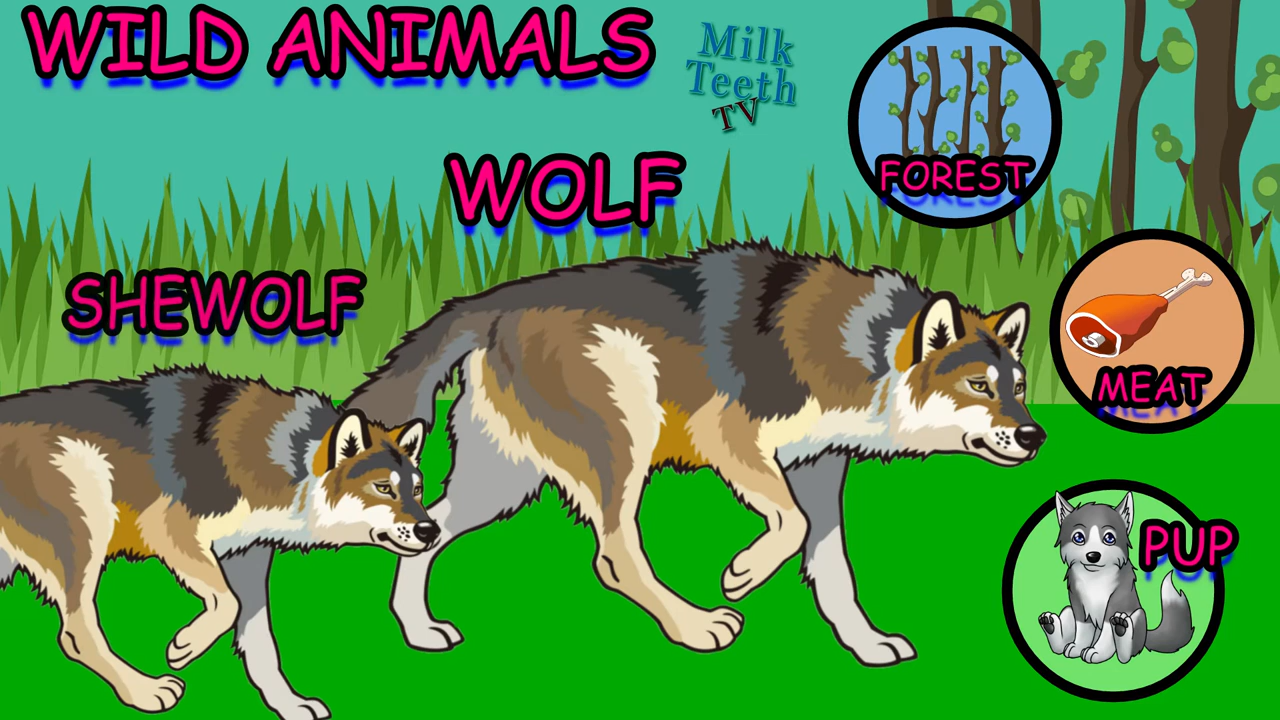 WILD ANIMALS
Milk
Teeth
TV
FOREST
WOLF
SHEWOLF
MEAT
PUP